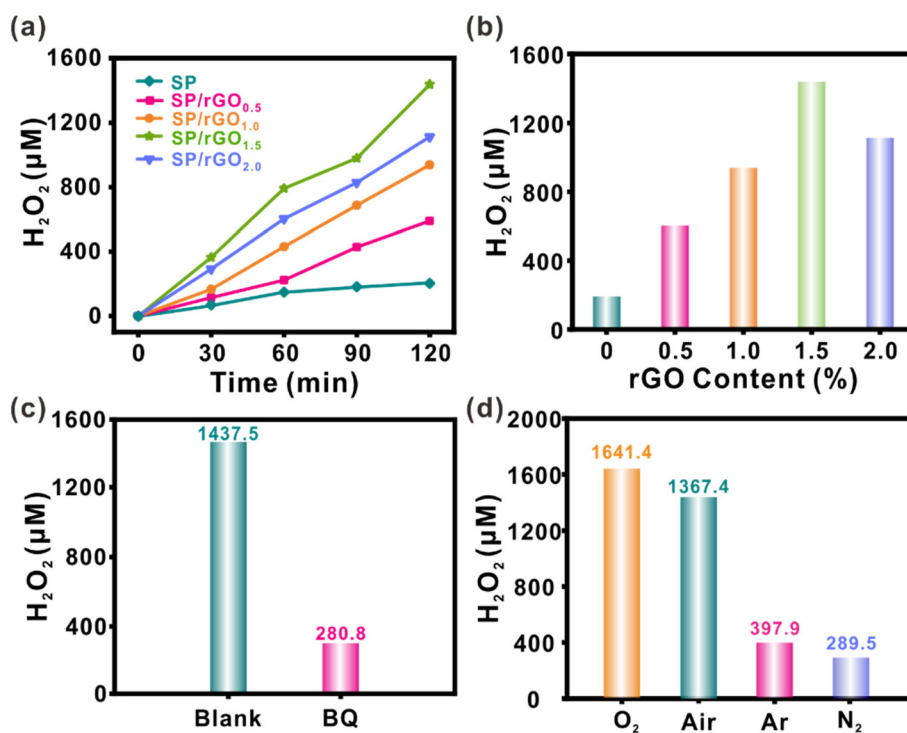 (a)
H₂O₂ (μM)
1600
1200
800
400
0
SP
SP/rGO₀.₅
SP/rGO₁.₀
SP/rGO₁.₅
SP/rGO₂.₀
0 30 60 90 120
Time (min)
(b)
H₂O₂ (μM)
1600
1200
800
400
0
0 0.5 1.0 1.5 2.0
rGO Content (%)
(c)
H₂O₂ (μM)
1600
1200
800
400
0
1437.5
280.8
Blank BQ
(d)
H₂O₂ (μM)
2000
1600
1200
800
400
0
1641.4
1367.4
397.9
289.5
O₂ Air Ar N₂